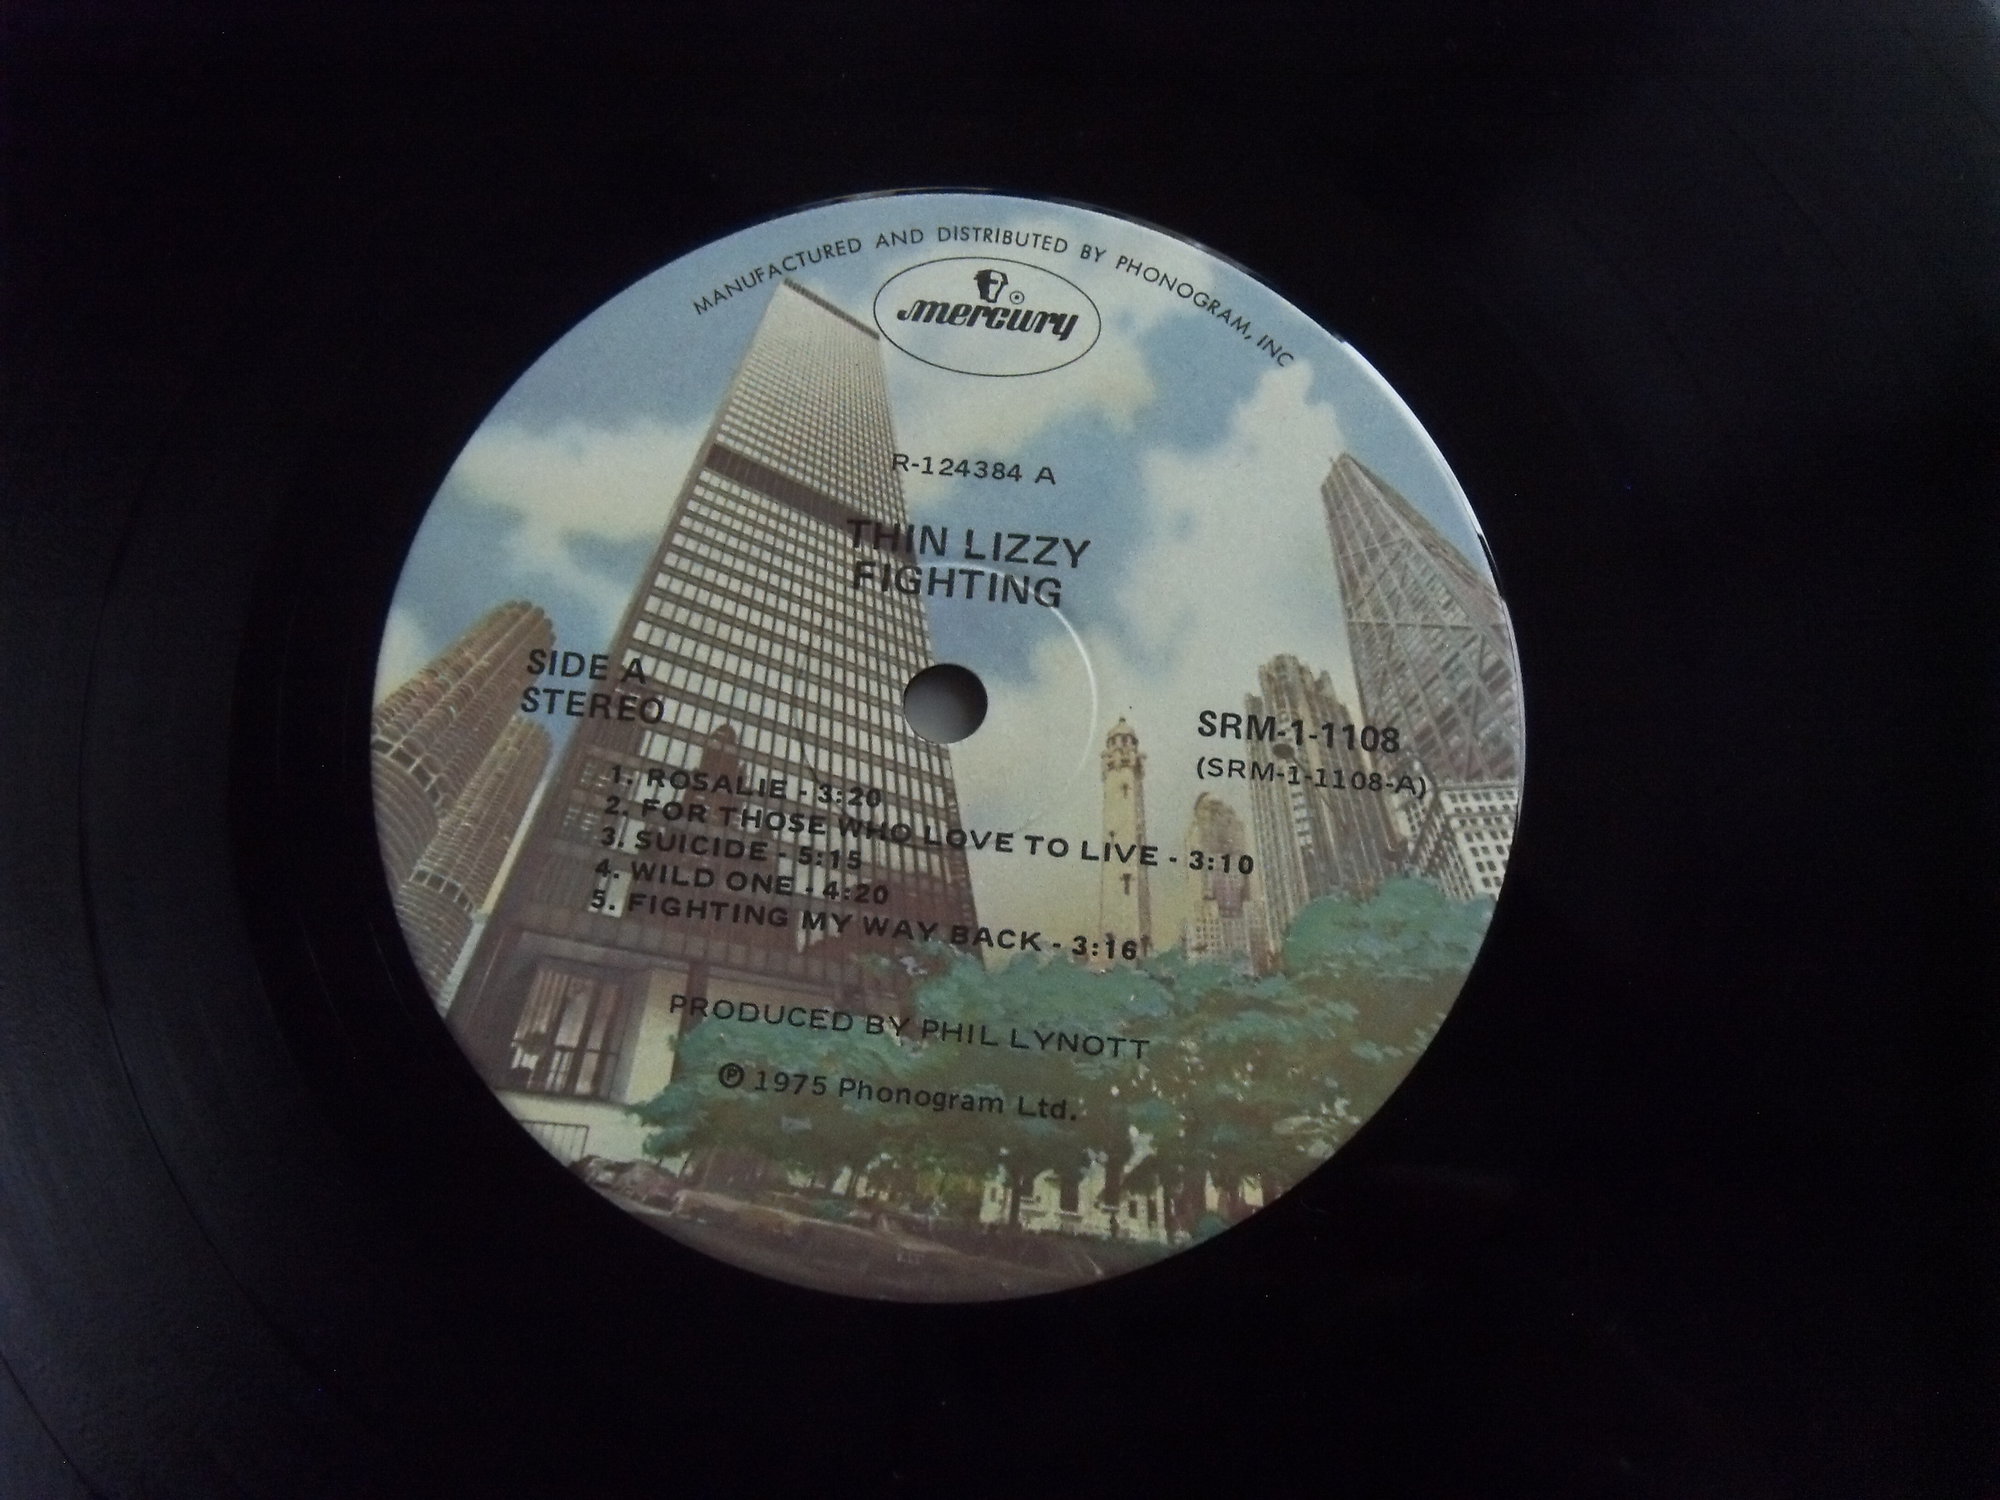 MANUFACTURED AND DISTRIBUTED BY PHONOGRAM, INC
mercury
R-124384 A
THIN LIZZY
FIGHTING
SIDE A
STEREO
SRM-1-1108
(SRM-1-1108-A)
1. ROSALIE - 3:20
2. FOR THOSE WHO LOVE TO LIVE - 3:10
3. SUICIDE - 5:15
4. WILD ONE - 4:20
5. FIGHTING MY WAY BACK - 3:16
PRODUCED BY PHIL LYNOTT
℗ 1975 Phonogram Ltd.